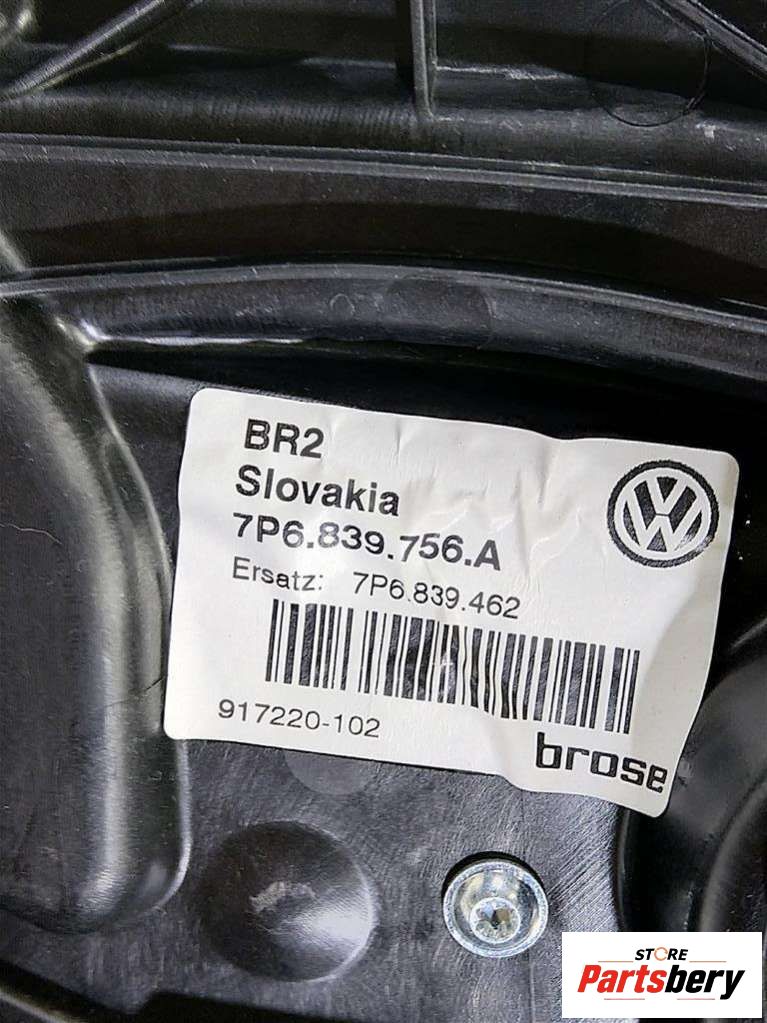 BR2
Slovakia
7P6.839.756.A
Ersatz: 7P6.839.462
917220-102
brose
STORE
Partsbery